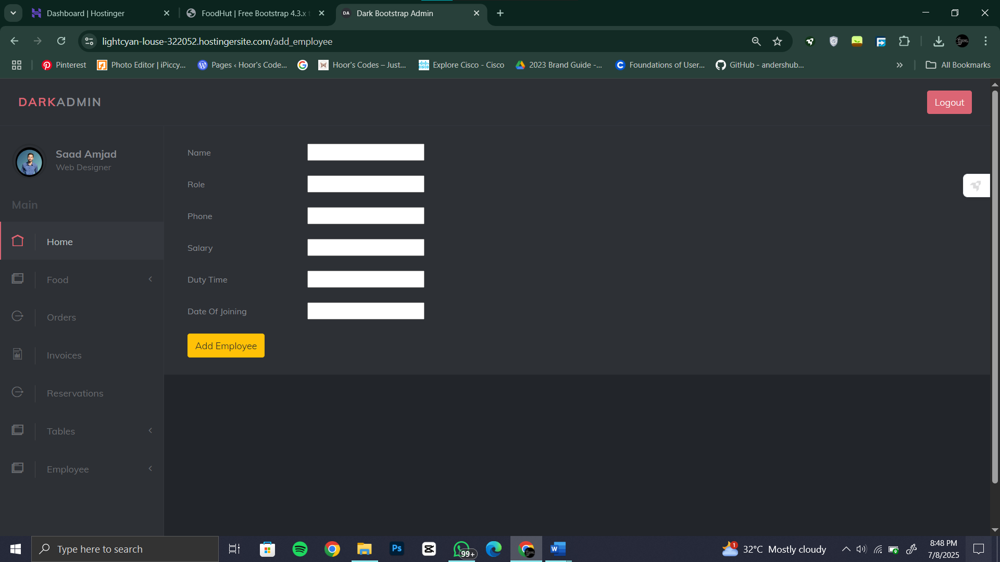 Dashboard | Hostinger
FoodHut | Free Bootstrap 4.3.x
DA
Dark Bootstrap Admin
lightcyan-louse-322052.hostingersite.com/add_employee
Pinterest
Photo Editor | iPiccy...
Pages ‹ Hoor's Code...
Hoor's Codes – Just...
Explore Cisco - Cisco
2023 Brand Guide -...
Foundations of User...
GitHub - andershub...
All Bookmarks
DARKADMIN
Logout
Saad Amjad
Web Designer
Main
Home
Food
Orders
Invoices
Reservations
Tables
Employee
Name
Role
Phone
Salary
Duty Time
Date Of Joining
Add Employee
Type here to search
Ps
99+
W
1
32°C Mostly cloudy
8:48 PM
7/8/2025